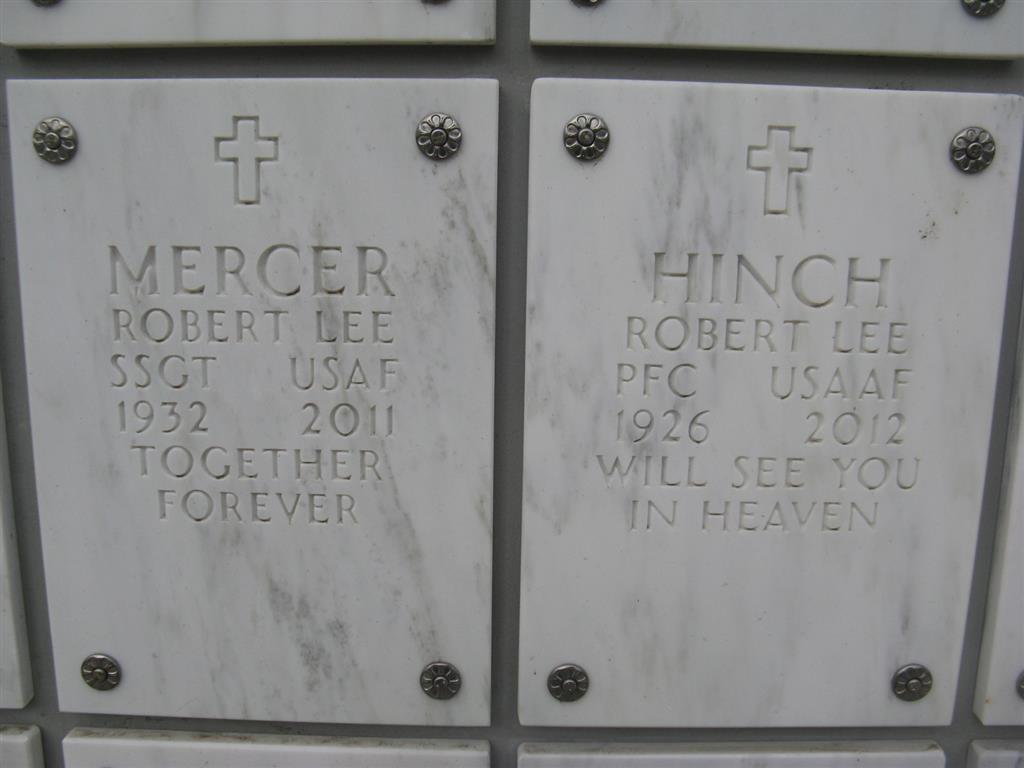 MERCER
ROBERT LEE
SSGT USAF
1932 2011
TOGETHER
FOREVER
HINCH
ROBERT LEE
PFC USAAF
1926 2012
WILL SEE YOU
IN HEAVEN